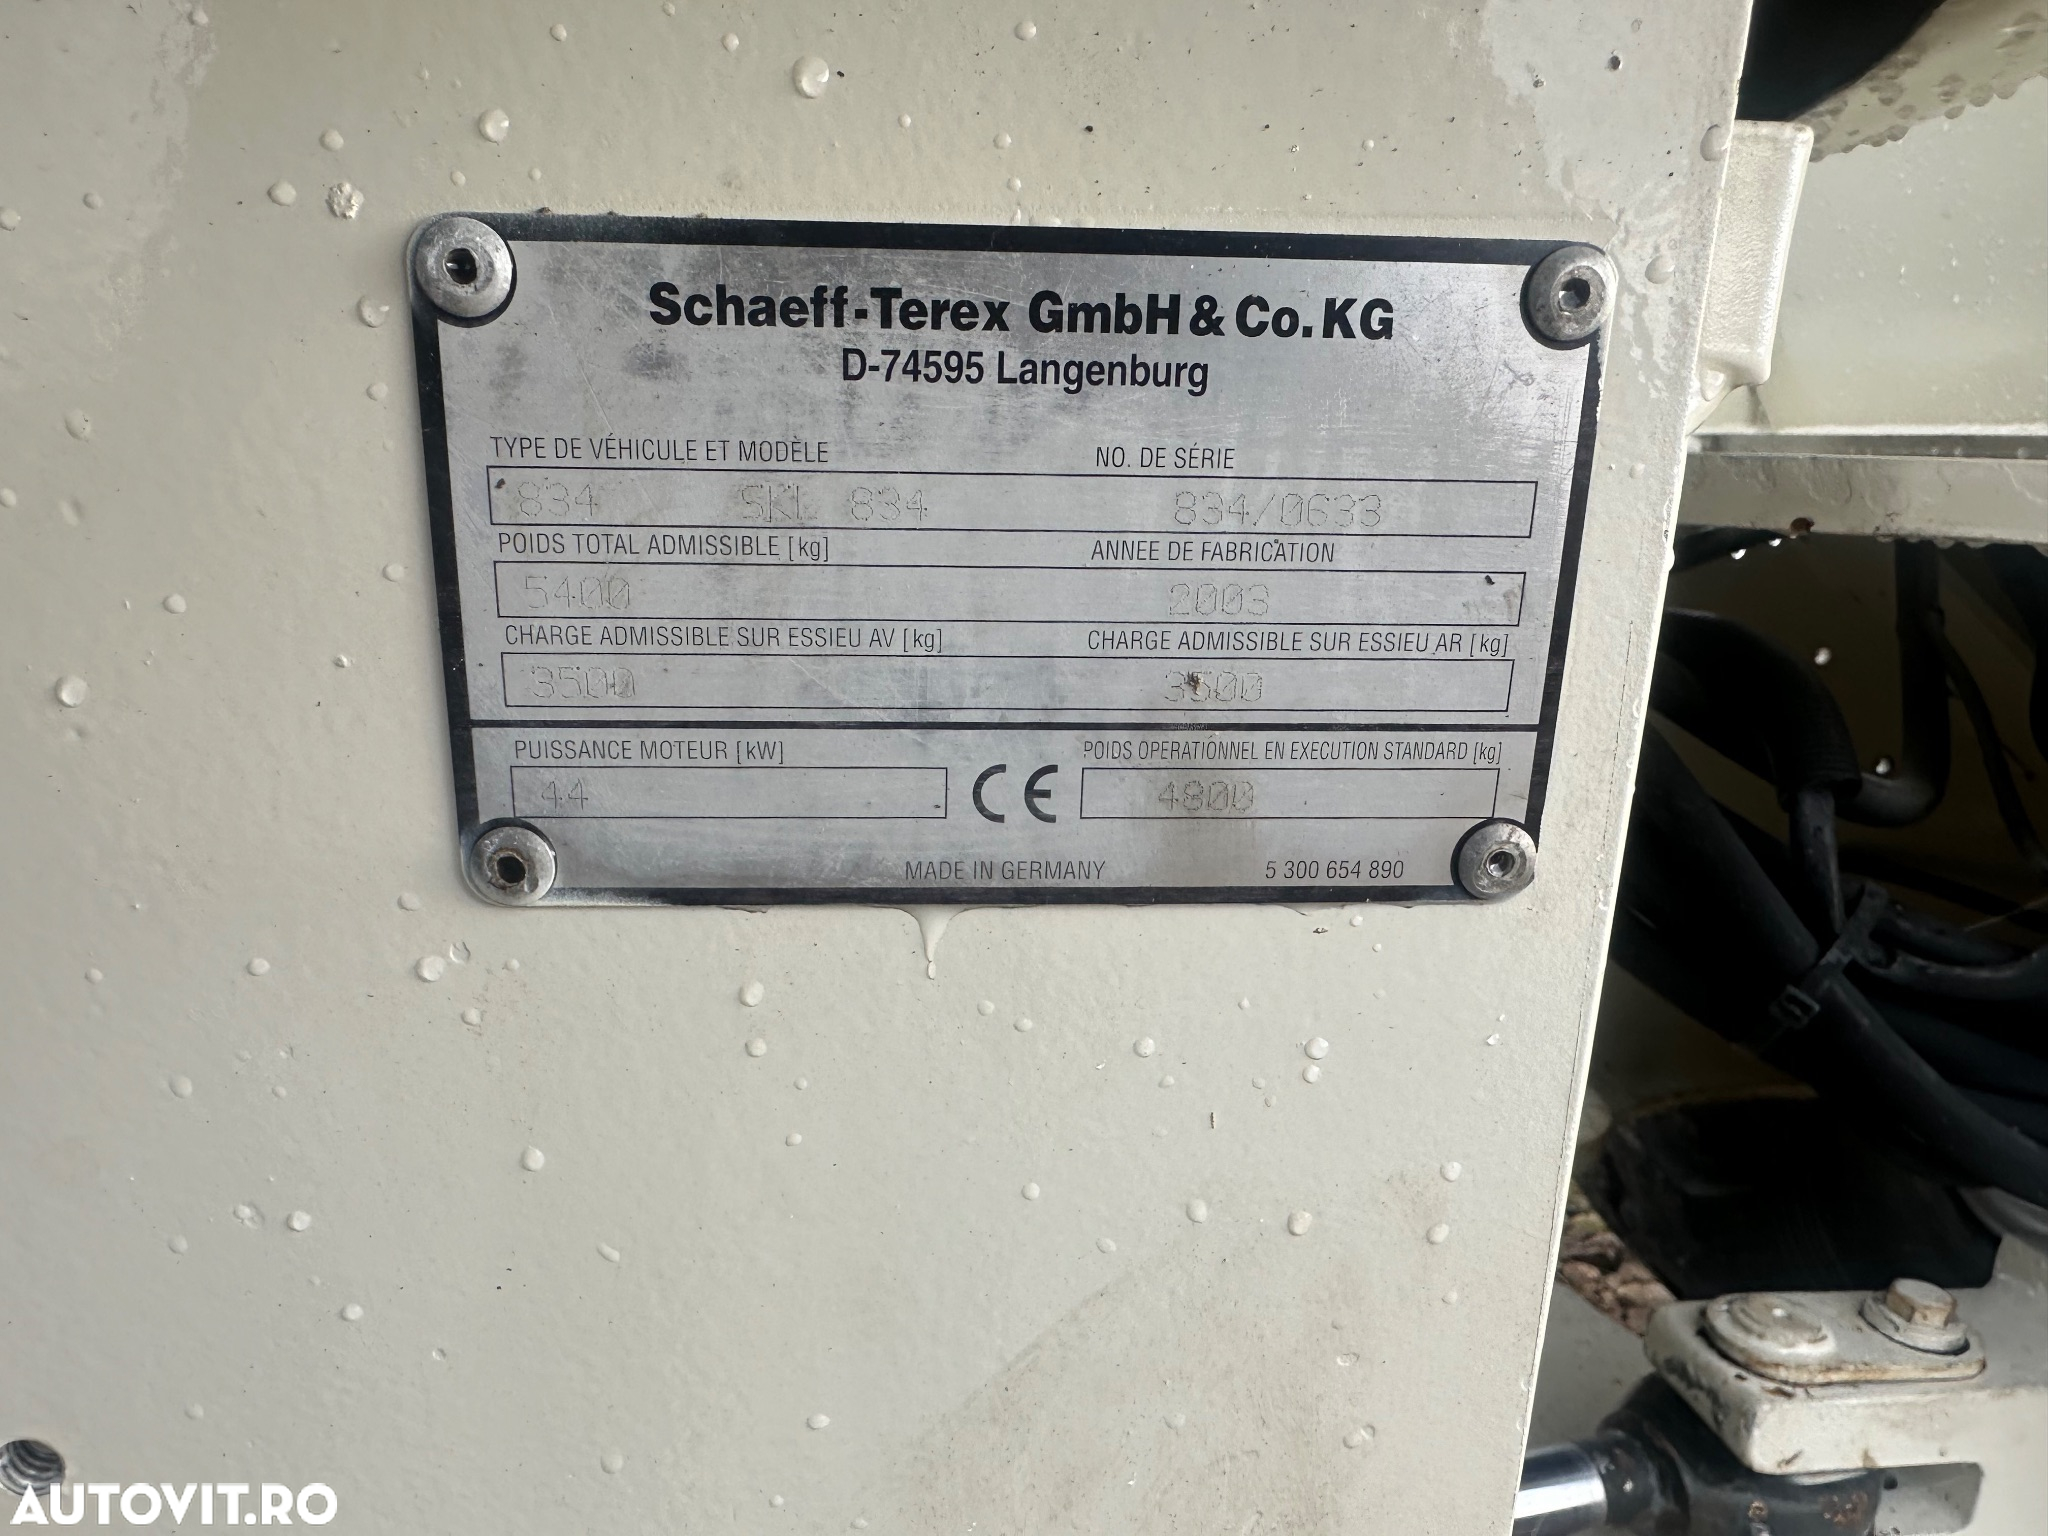 Schaeff-Terex GmbH & Co. KG
D-74595 Langenburg
TYPE DE VÉHICULE ET MODÈLE NO. DE SÉRIE
834 SKL 834 834/0633
POIDS TOTAL ADMISSIBLE [kg] ANNEE DE FABRICATION
5400 2003
CHARGE ADMISSIBLE SUR ESSIEU AV [kg] CHARGE ADMISSIBLE SUR ESSIEU AR [kg]
3500 3500
PUISSANCE MOTEUR [kW] POIDS OPERATIONNEL EN EXECUTION STANDARD [kg]
44 CE 4800
MADE IN GERMANY 5 300 654 890
AUTOVIT.RO